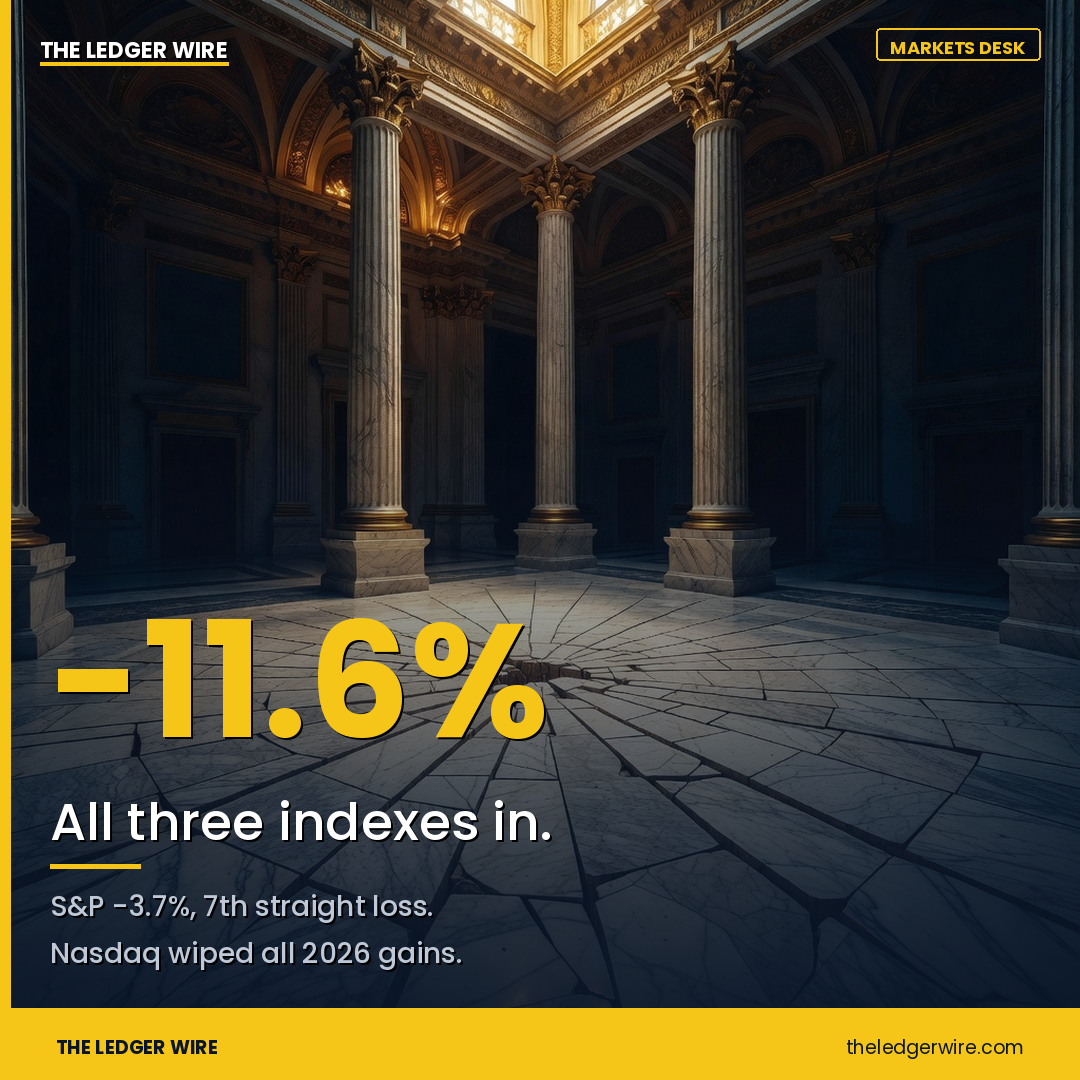 THE LEDGER WIRE
MARKETS DESK
−11.6%
All three indexes in.
S&P −3.7%, 7th straight loss.
Nasdaq wiped all 2026 gains.
THE LEDGER WIRE
theledgerwire.com